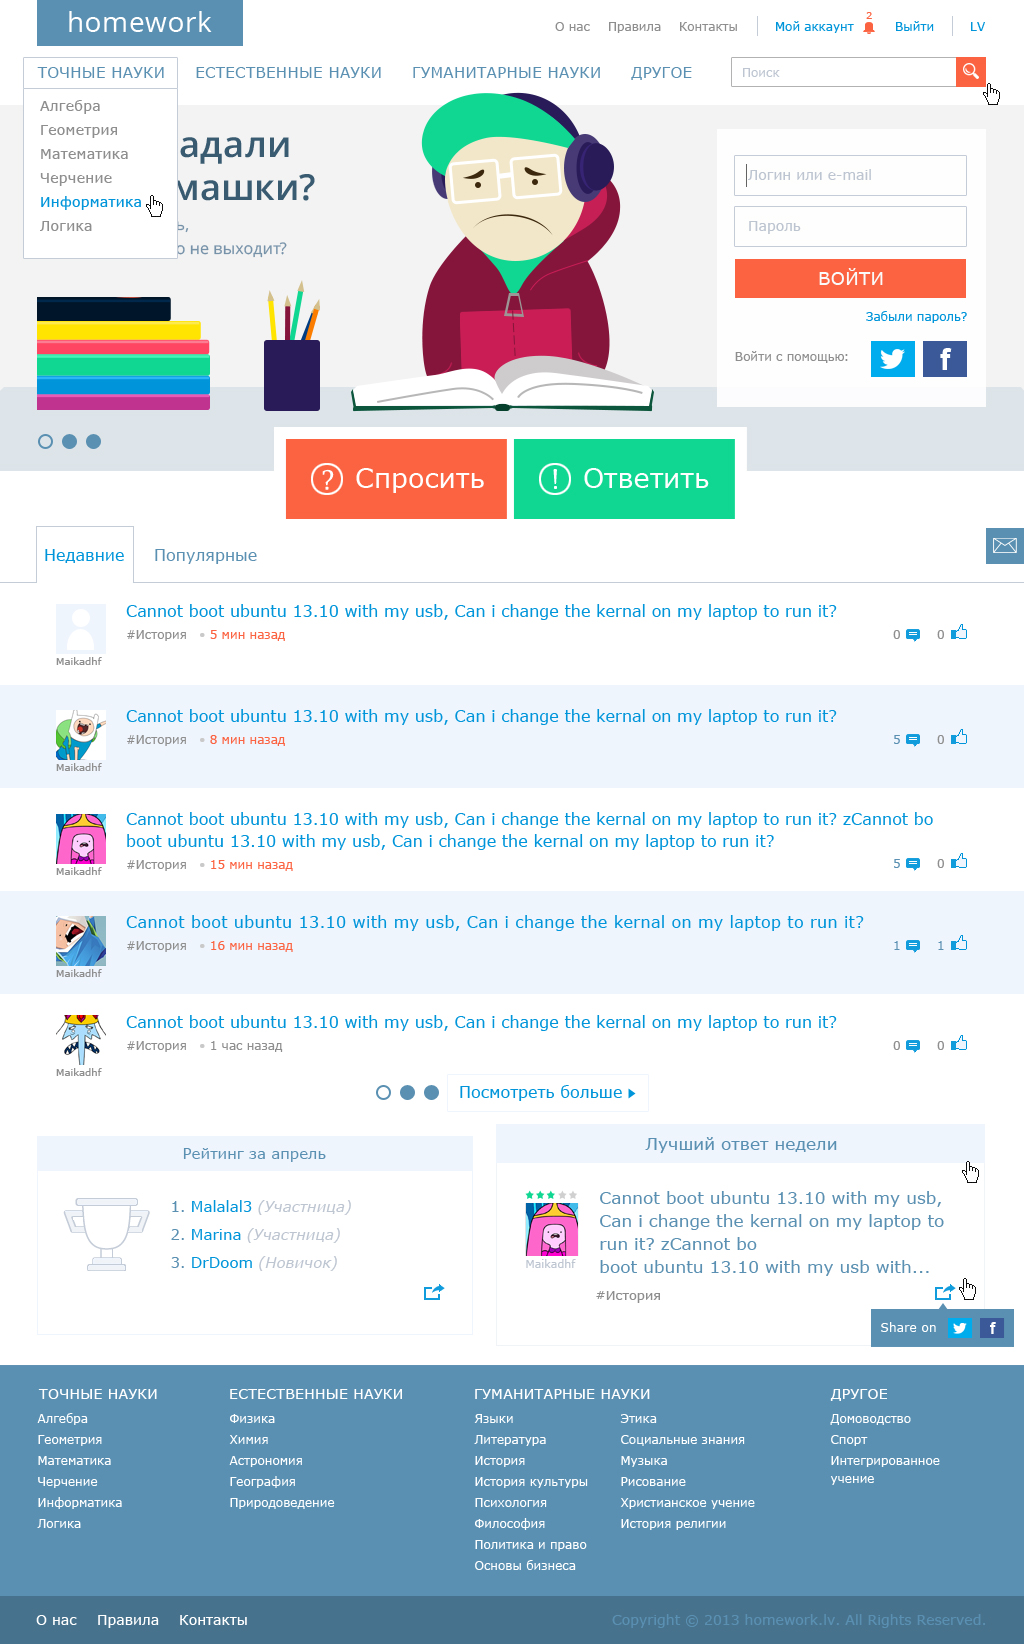 homework
О нас Правила Контакты Мой аккаунт 2 Выйти LV
ТОЧНЫЕ НАУКИ ЕСТЕСТВЕННЫЕ НАУКИ ГУМАНИТАРНЫЕ НАУКИ ДРУГОЕ Поиск
Алгебра
Геометрия
Математика
Черчение
Информатика
Логика
адали
машки?
ь,
о не выходит?
Логин или e-mail
Пароль
ВОЙТИ
Забыли пароль?
Войти с помощью:
f
? Спросить
! Ответить
Недавние Популярные
Cannot boot ubuntu 13.10 with my usb, Can i change the kernal on my laptop to run it?
#История 5 мин назад 0 0
Maikadhf
Cannot boot ubuntu 13.10 with my usb, Can i change the kernal on my laptop to run it?
#История 8 мин назад 5 0
Maikadhf
Cannot boot ubuntu 13.10 with my usb, Can i change the kernal on my laptop to run it? zCannot bo
boot ubuntu 13.10 with my usb, Can i change the kernal on my laptop to run it?
#История 15 мин назад 5 0
Maikadhf
Cannot boot ubuntu 13.10 with my usb, Can i change the kernal on my laptop to run it?
#История 16 мин назад 1 1
Maikadhf
Cannot boot ubuntu 13.10 with my usb, Can i change the kernal on my laptop to run it?
#История 1 час назад 0 0
Maikadhf
Посмотреть больше
Рейтинг за апрель
1. Malalal3 (Участница)
2. Marina (Участница)
3. DrDoom (Новичок)
Лучший ответ недели
Cannot boot ubuntu 13.10 with my usb,
Can i change the kernal on my laptop to
run it? zCannot bo
boot ubuntu 13.10 with my usb with...
Maikadhf
#История
Share on f
ТОЧНЫЕ НАУКИ
Алгебра
Геометрия
Математика
Черчение
Информатика
Логика
ЕСТЕСТВЕННЫЕ НАУКИ
Физика
Химия
Астрономия
География
Природоведение
ГУМАНИТАРНЫЕ НАУКИ
Языки
Литература
История
История культуры
Психология
Философия
Политика и право
Основы бизнеса
Этика
Социальные знания
Музыка
Рисование
Христианское учение
История религии
ДРУГОЕ
Домоводство
Спорт
Интегрированное
учение
О нас Правила Контакты
Copyright © 2013 homework.lv. All Rights Reserved.